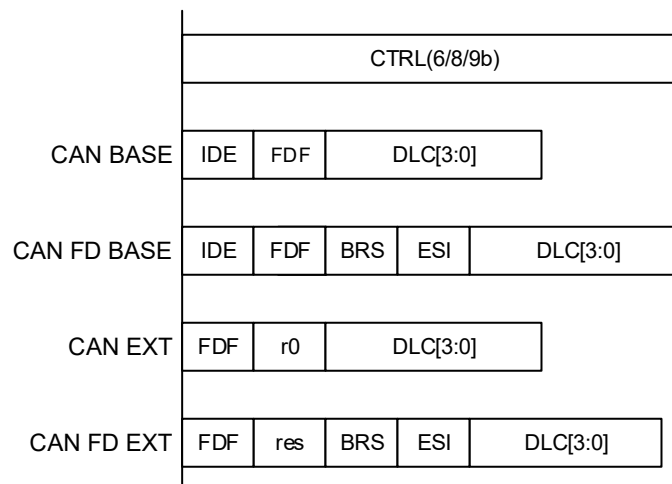 CTRL(6/8/9b)
CAN BASE IDE FDF DLC[3:0]
CAN FD BASE IDE FDF BRS ESI DLC[3:0]
CAN EXT FDF r0 DLC[3:0]
CAN FD EXT FDF res BRS ESI DLC[3:0]